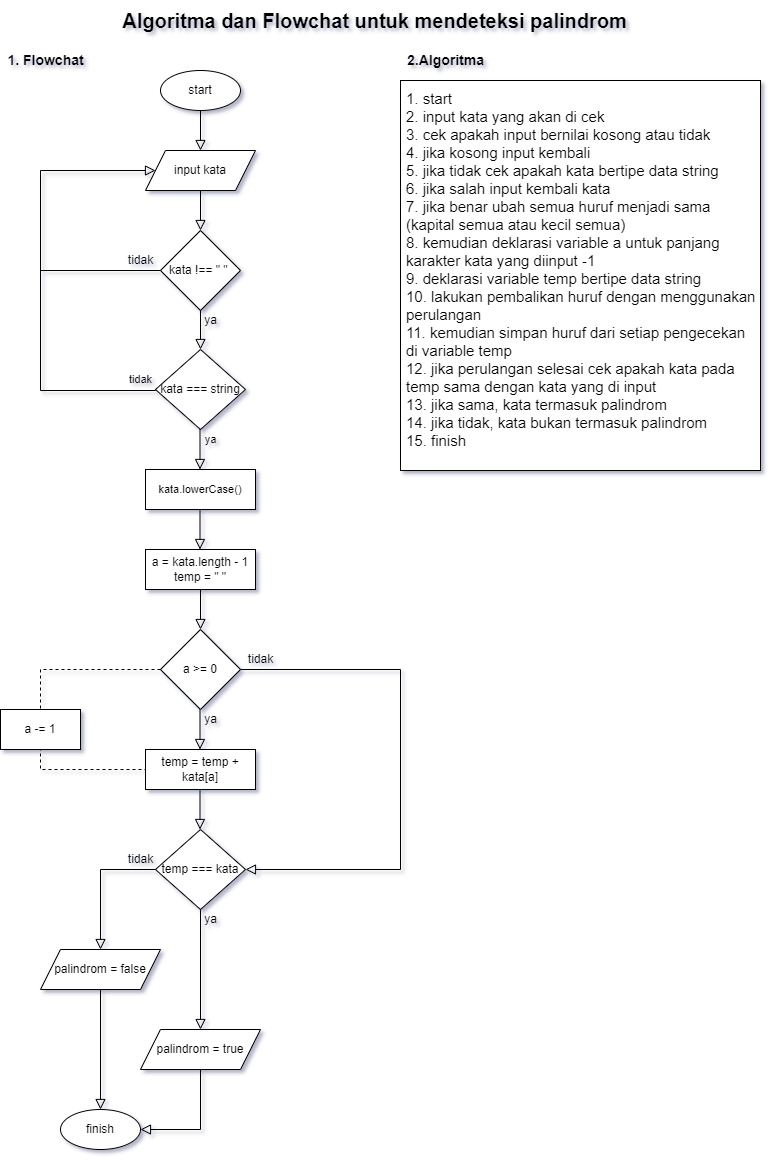 Algoritma dan Flowchat untuk mendeteksi palindrom
1. Flowchat
start
input kata
tidak
kata !== " "
ya
tidak
kata === string
ya
kata.lowerCase()
a = kata.length - 1
temp = " "
a >= 0
tidak
ya
a -= 1
temp = temp +
kata[a]
tidak
temp === kata
ya
palindrom = false
palindrom = true
finish
2.Algoritma
1. start
2. input kata yang akan di cek
3. cek apakah input bernilai kosong atau tidak
4. jika kosong input kembali
5. jika tidak cek apakah kata bertipe data string
6. jika salah input kembali kata
7. jika benar ubah semua huruf menjadi sama
(kapital semua atau kecil semua)
8. kemudian deklarasi variable a untuk panjang
karakter kata yang diinput -1
9. deklarasi variable temp bertipe data string
10. lakukan pembalikan huruf dengan menggunakan
perulangan
11. kemudian simpan huruf dari setiap pengecekan
di variable temp
12. jika perulangan selesai cek apakah kata pada
temp sama dengan kata yang di input
13. jika sama, kata termasuk palindrom
14. jika tidak, kata bukan termasuk palindrom
15. finish